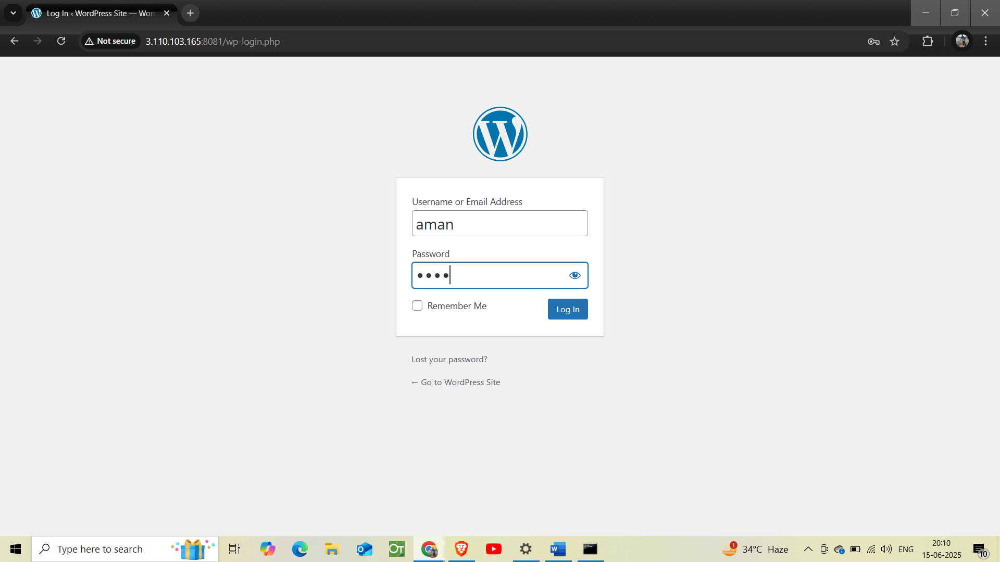 Log In ‹ WordPress Site — Wor
Not secure
3.110.103.165:8081/wp-login.php
Username or Email Address
aman
Password
••••
Remember Me
Log In
Lost your password?
← Go to WordPress Site
Type here to search
OT
1
34°C Haze
ENG
20:10
15-06-2025
10